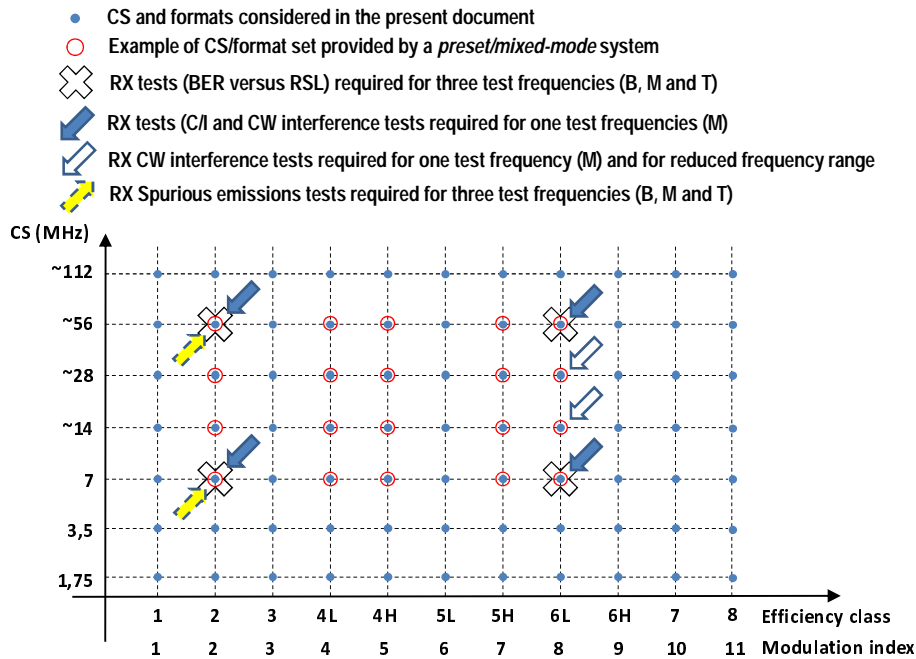 CS and formats considered in the present document
Example of CS/format set provided by a preset/mixed-mode system
RX tests (BER versus RSL) required for three test frequencies (B, M and T)
RX tests (C/I and CW interference tests required for one test frequencies (M)
RX CW interference tests required for one test frequency (M) and for reduced frequency range
RX Spurious emissions tests required for three test frequencies (B, M and T)
CS (MHz)
~112
~56
~28
~14
7
3,5
1,75
1 2 3 4L 4H 5L 5H 6L 6H 7 8 Efficiency class
1 2 3 4 5 6 7 8 9 10 11 Modulation index